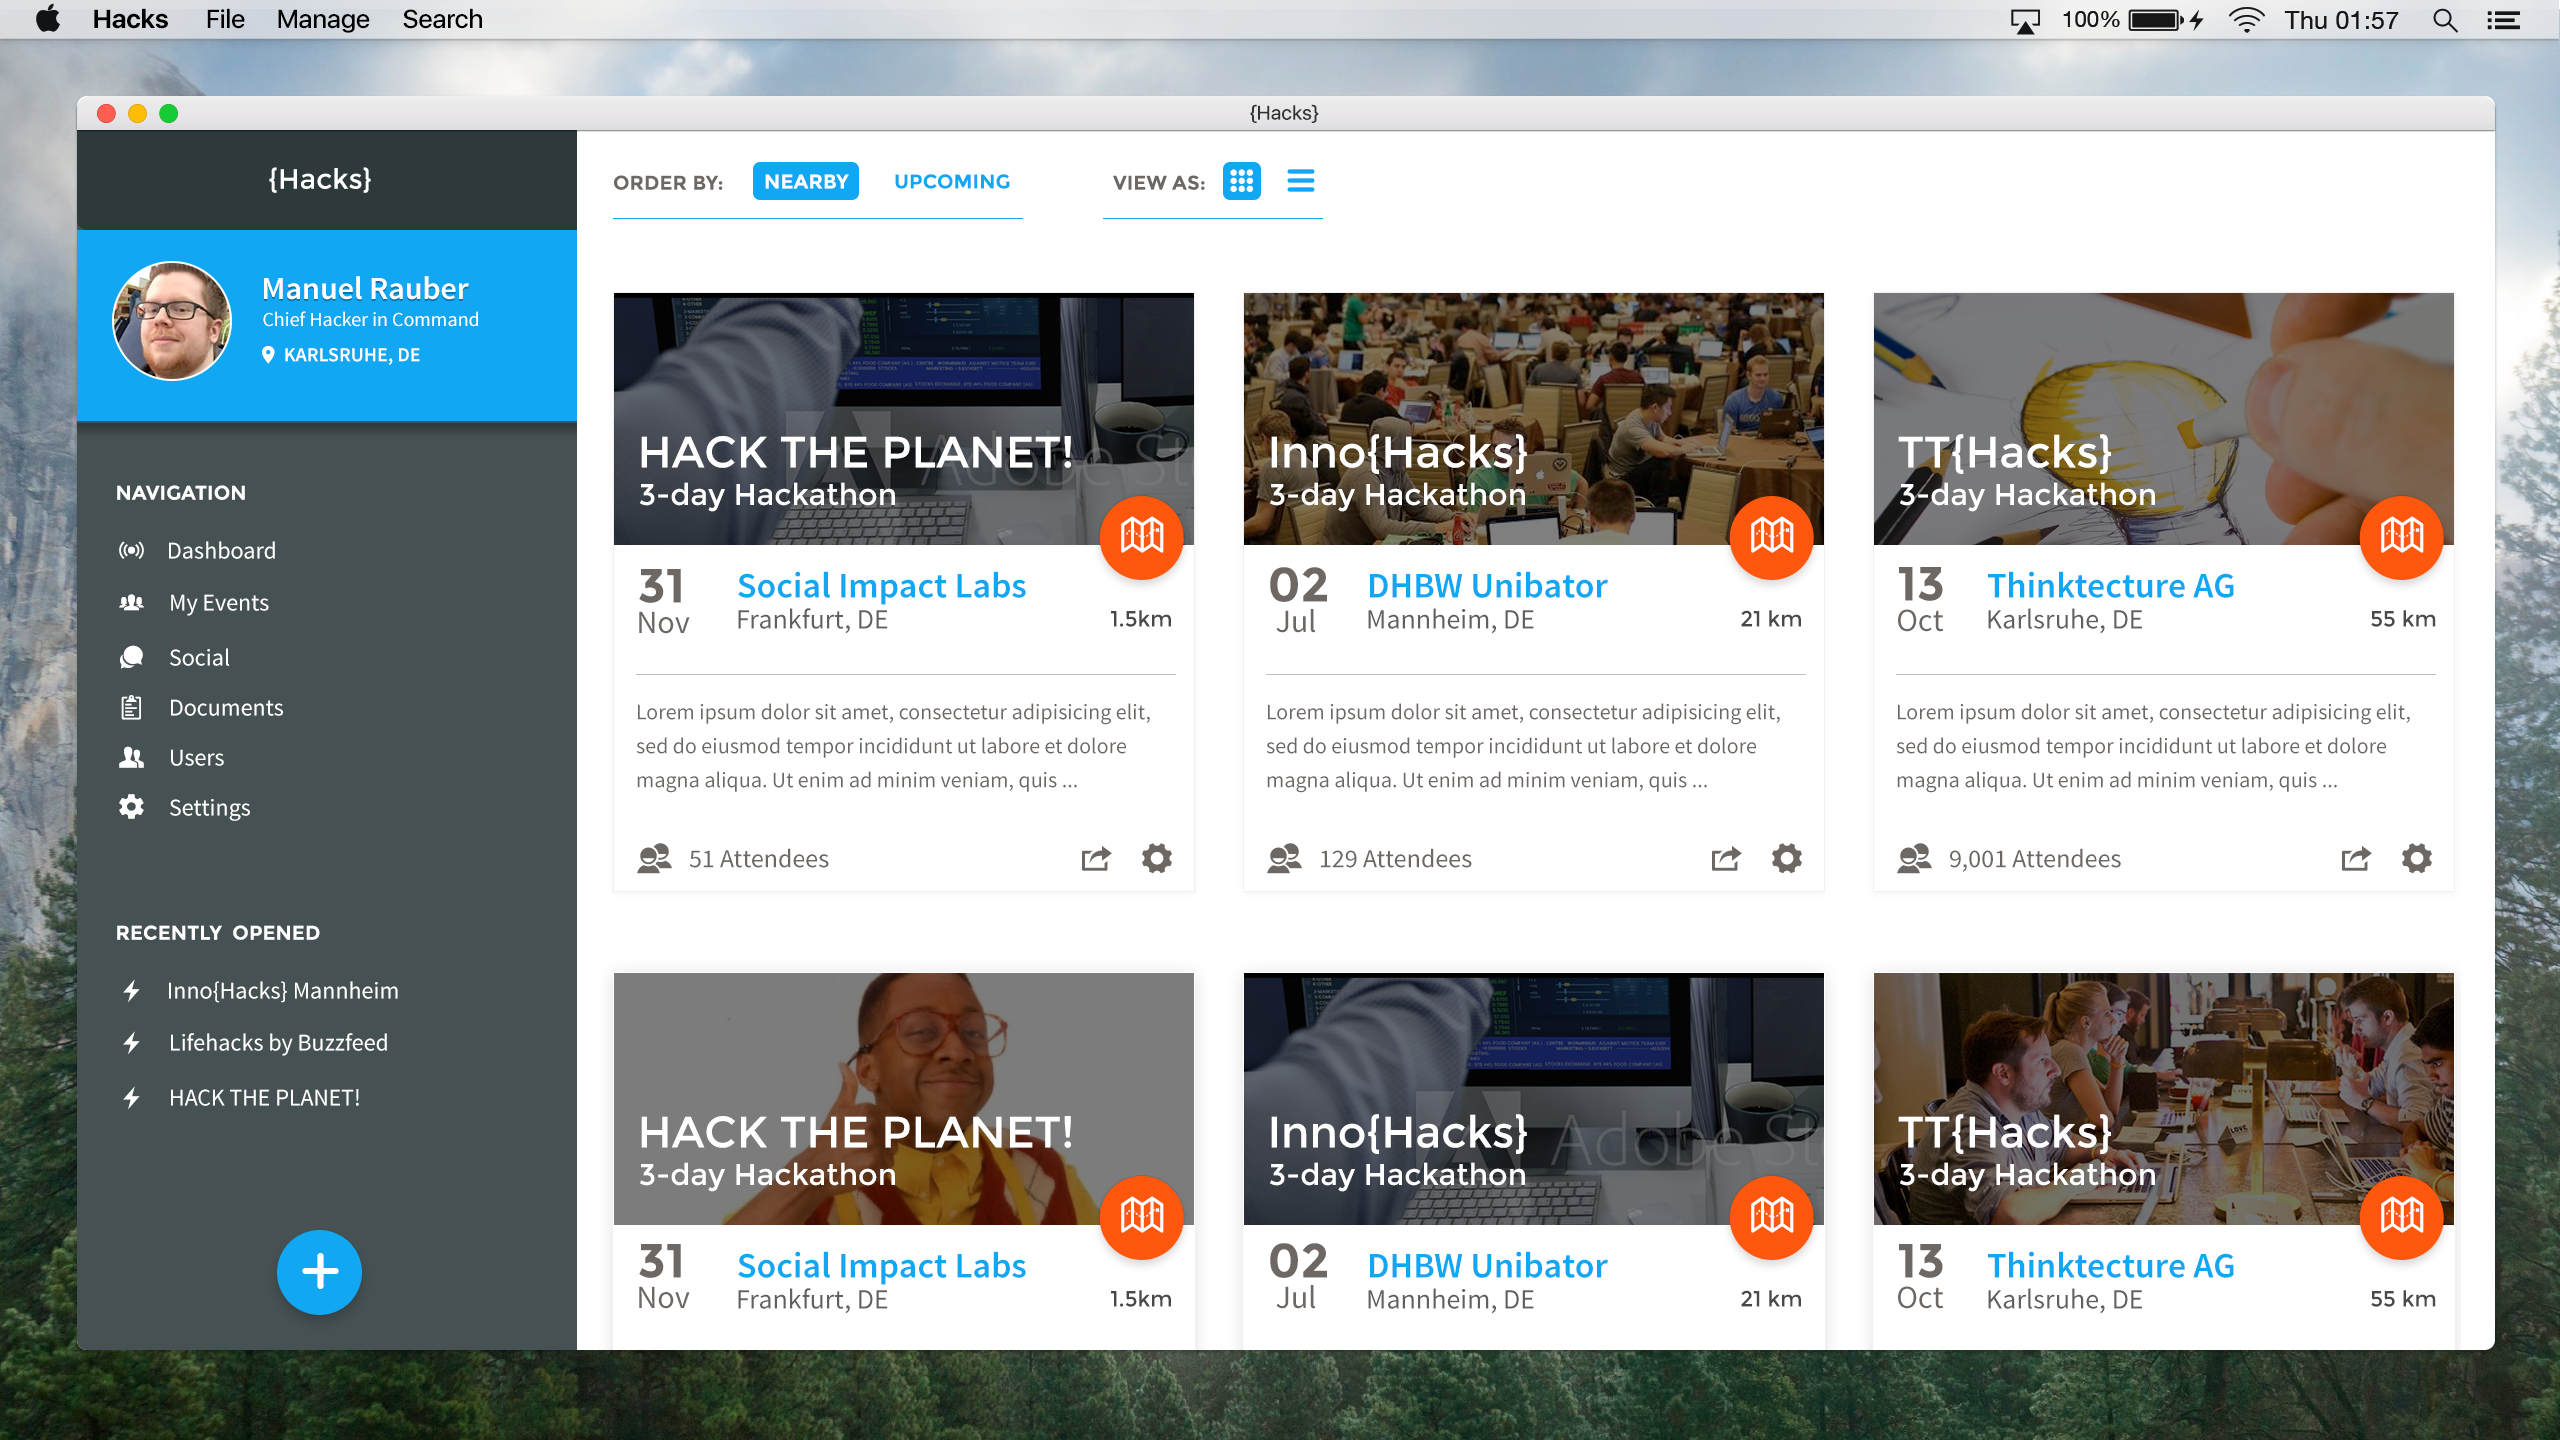 Hacks File Manage Search
100% Thu 01:57
{Hacks}
{Hacks}
Manuel Rauber
Chief Hacker in Command
KARLSRUHE, DE
NAVIGATION
Dashboard
My Events
Social
Documents
Users
Settings
RECENTLY OPENED
Inno{Hacks} Mannheim
Lifehacks by Buzzfeed
HACK THE PLANET!
ORDER BY: NEARBY UPCOMING
VIEW AS:
HACK THE PLANET!
3-day Hackathon
31 Nov
Social Impact Labs
Frankfurt, DE
1.5km
Lorem ipsum dolor sit amet, consectetur adipisicing elit,
sed do eiusmod tempor incididunt ut labore et dolore
magna aliqua. Ut enim ad minim veniam, quis ...
51 Attendees
Inno{Hacks}
3-day Hackathon
02 Jul
DHBW Unibator
Mannheim, DE
21 km
Lorem ipsum dolor sit amet, consectetur adipisicing elit,
sed do eiusmod tempor incididunt ut labore et dolore
magna aliqua. Ut enim ad minim veniam, quis ...
129 Attendees
TT{Hacks}
3-day Hackathon
13 Oct
Thinktecture AG
Karlsruhe, DE
55 km
Lorem ipsum dolor sit amet, consectetur adipisicing elit,
sed do eiusmod tempor incididunt ut labore et dolore
magna aliqua. Ut enim ad minim veniam, quis ...
9,001 Attendees
HACK THE PLANET!
3-day Hackathon
31 Nov
Social Impact Labs
Frankfurt, DE
1.5km
Inno{Hacks}
3-day Hackathon
Adobe St
02 Jul
DHBW Unibator
Mannheim, DE
21 km
TT{Hacks}
3-day Hackathon
13 Oct
Thinktecture AG
Karlsruhe, DE
55 km